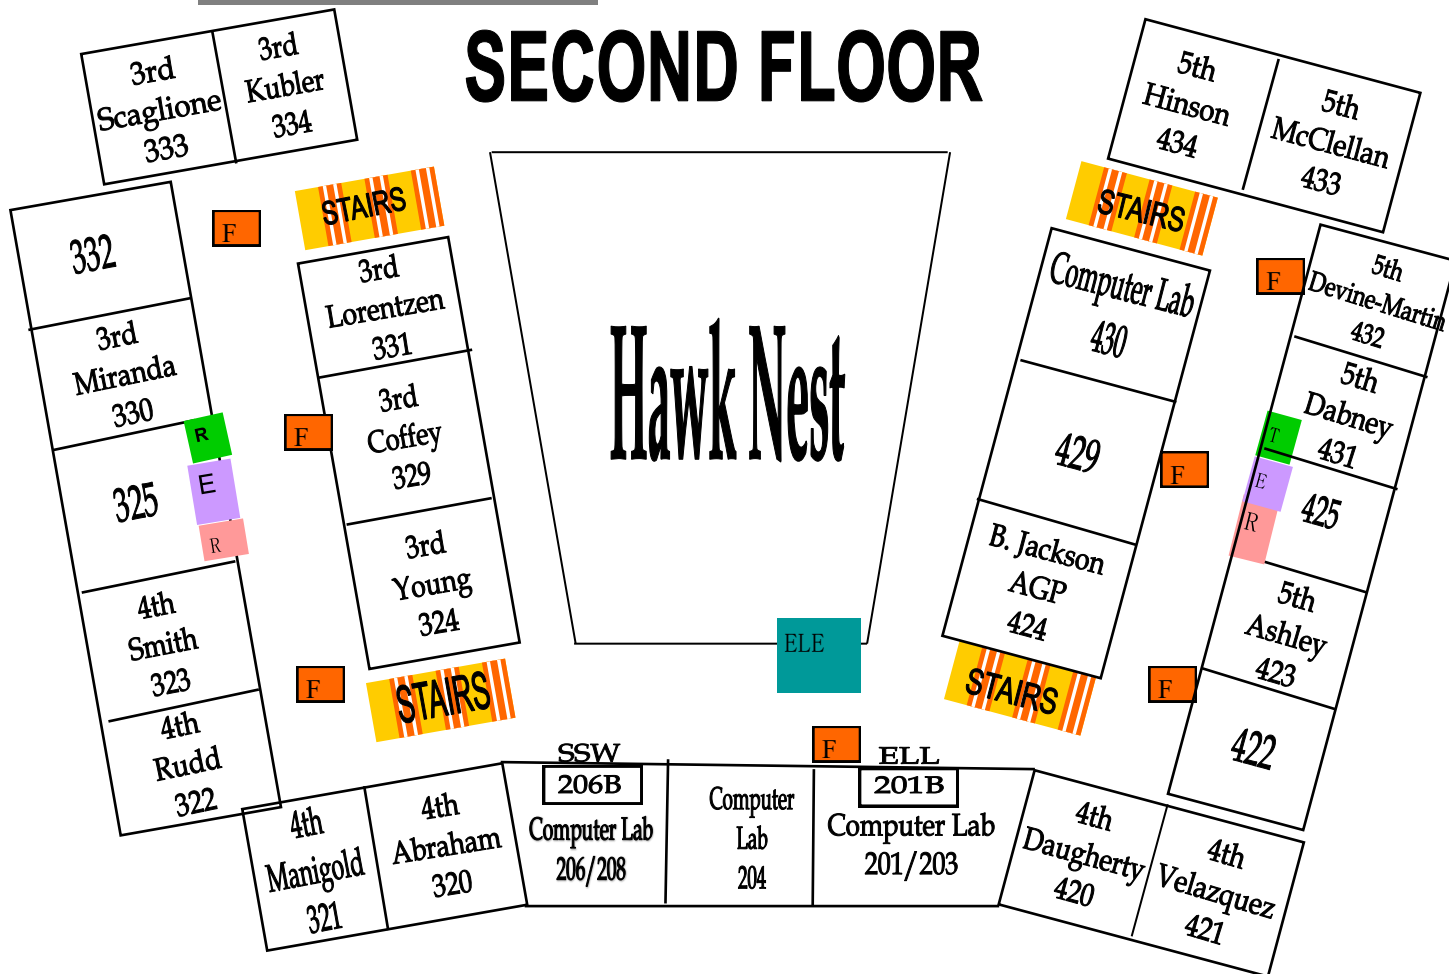 SECOND FLOOR
3rd
Scaglione
333
3rd
Kubler
334
5th
Hinson
434
5th
McClellan
433
STAIRS
STAIRS
332
F
3rd
Lorentzen
331
Computer Lab
430
F
5th
Devine-Martin
432
3rd
Miranda
330
3rd
Coffey
329
Hawk Nest
5th
Dabney
431
R
E
R
F
325
429
F
T
E
R
425
3rd
Young
324
B. Jackson
AGP
424
4th
Smith
323
5th
Ashley
423
ELE
F
STAIRS
STAIRS
F
4th
Rudd
322
422
F
SSW
206B
Computer Lab
206/208
Computer
Lab
204
ELL
201B
Computer Lab
201/203
4th
Manigold
321
4th
Abraham
320
4th
Daugherty
420
4th
Velazquez
421